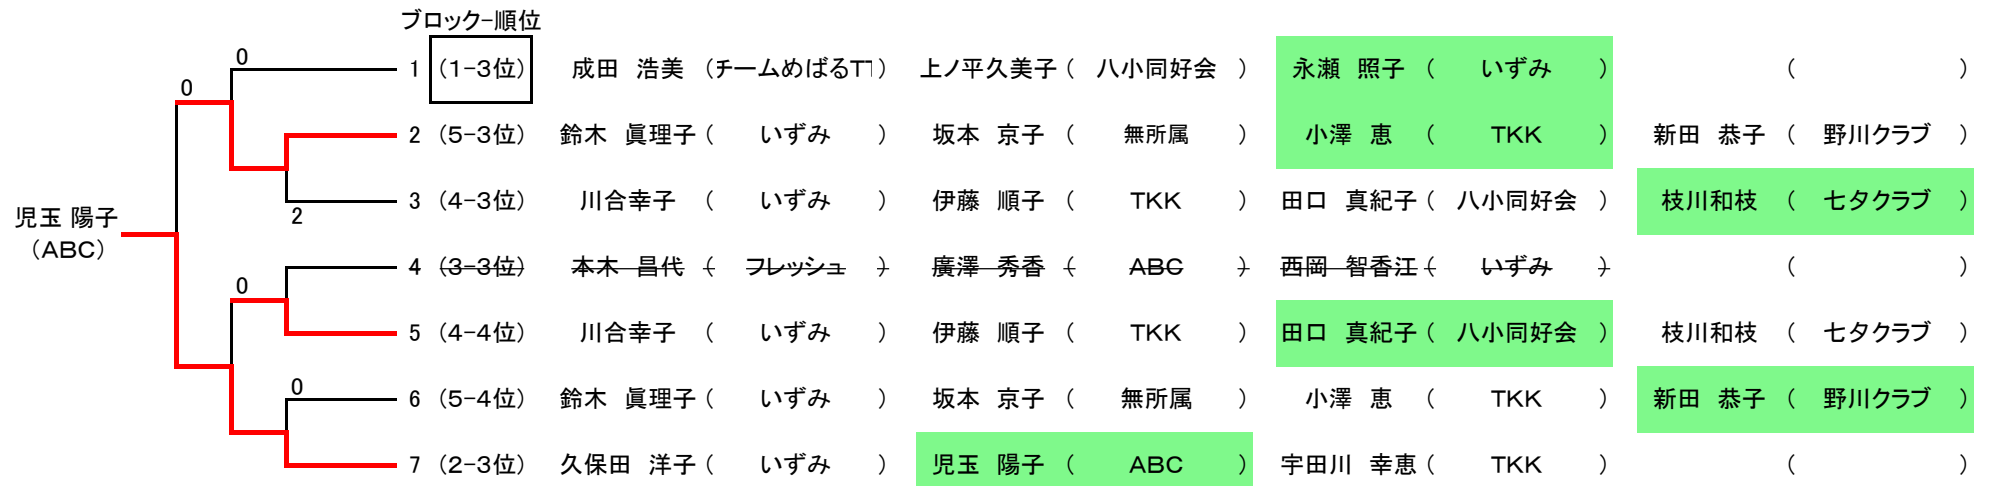 ブロック-順位
0 1 (1-3位) 成田 浩美 (チームめばるTT) 上ノ平久美子 ( 八小同好会 ) 永瀬 照子 ( いずみ ) ( )
0
2 (5-3位) 鈴木 眞理子 ( いずみ ) 坂本 京子 ( 無所属 ) 小澤 恵 ( TKK ) 新田 恭子 ( 野川クラブ )
3 (4-3位) 川合幸子 ( いずみ ) 伊藤 順子 ( TKK ) 田口 真紀子 ( 八小同好会 ) 枝川和枝 ( 七夕クラブ )
2
児玉 陽子
(ABC)
4 (3-3位) 本木 昌代 ( フレッシュ ) 廣澤 秀香 ( ABC ) 西岡 智香江 ( いずみ ) ( )
0
5 (4-4位) 川合幸子 ( いずみ ) 伊藤 順子 ( TKK ) 田口 真紀子 ( 八小同好会 ) 枝川和枝 ( 七夕クラブ )
0
6 (5-4位) 鈴木 眞理子 ( いずみ ) 坂本 京子 ( 無所属 ) 小澤 恵 ( TKK ) 新田 恭子 ( 野川クラブ )
7 (2-3位) 久保田 洋子 ( いずみ ) 児玉 陽子 ( ABC ) 宇田川 幸恵 ( TKK ) ( )